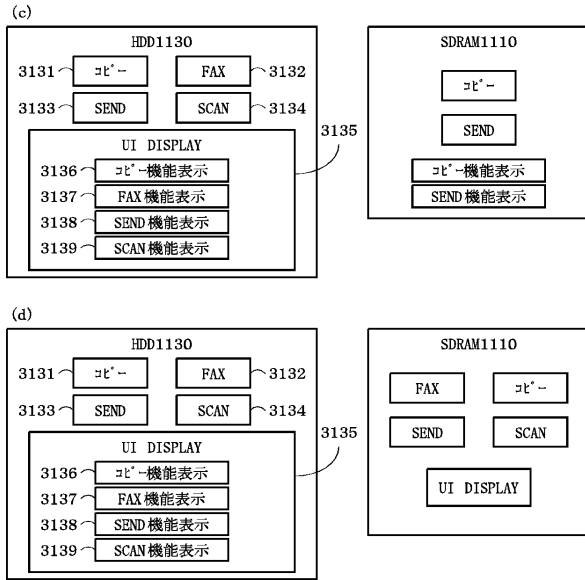 (c)
HDD1130
SDRAM1110
3131 コピー FAX 3132
3133 SEND SCAN 3134
UI DISPLAY 3135
3136 コピー機能表示
3137 FAX機能表示
3138 SEND機能表示
3139 SCAN機能表示
コピー
SEND
コピー機能表示
SEND機能表示
(d)
HDD1130
SDRAM1110
3131 コピー FAX 3132
3133 SEND SCAN 3134
UI DISPLAY 3135
3136 コピー機能表示
3137 FAX機能表示
3138 SEND機能表示
3139 SCAN機能表示
FAX コピー
SEND SCAN
UI DISPLAY